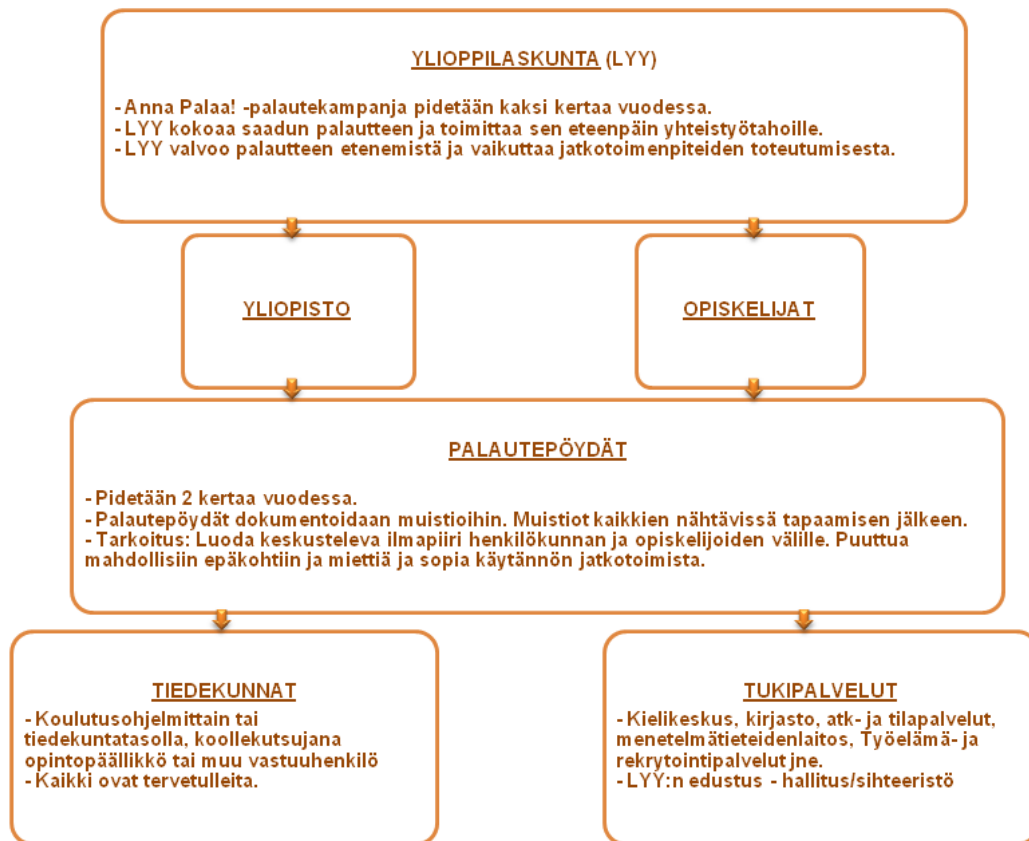 YLIOPPILASKUNTA (LYY)
- Anna Palaa! -palautekampanja pidetään kaksi kertaa vuodessa.
- LYY kokoaa saadun palautteen ja toimittaa sen eteenpäin yhteistyötahoille.
- LYY valvoo palautteen etenemistä ja vaikuttaa jatkotoimenpiteiden toteutumisesta.
YLIOPISTO
OPISKELIJAT
PALAUTEPÖYDÄT
- Pidetään 2 kertaa vuodessa.
- Palautepöydät dokumentoidaan muistioihin. Muistiot kaikkien nähtävissä tapaamisen jälkeen.
- Tarkoitus: Luoda keskusteleva ilmapiiri henkilökunnan ja opiskelijoiden välille. Puuttua
mahdollisiin epäkohtiin ja miettiä ja sopia käytännön jatkotoimista.
TIEDEKUNNAT
- Koulutusohjelmittain tai
tiedekuntatasolla, koollekutsujana
opintopäällikkö tai muu vastuuhenkilö
- Kaikki ovat tervetulleita.
TUKIPALVELUT
- Kielikeskus, kirjasto, atk- ja tilapalvelut,
menetelmätieteidenlaitos, Työelämä- ja
rekrytointipalvelut jne.
- LYY:n edustus - hallitus/sihteeristö